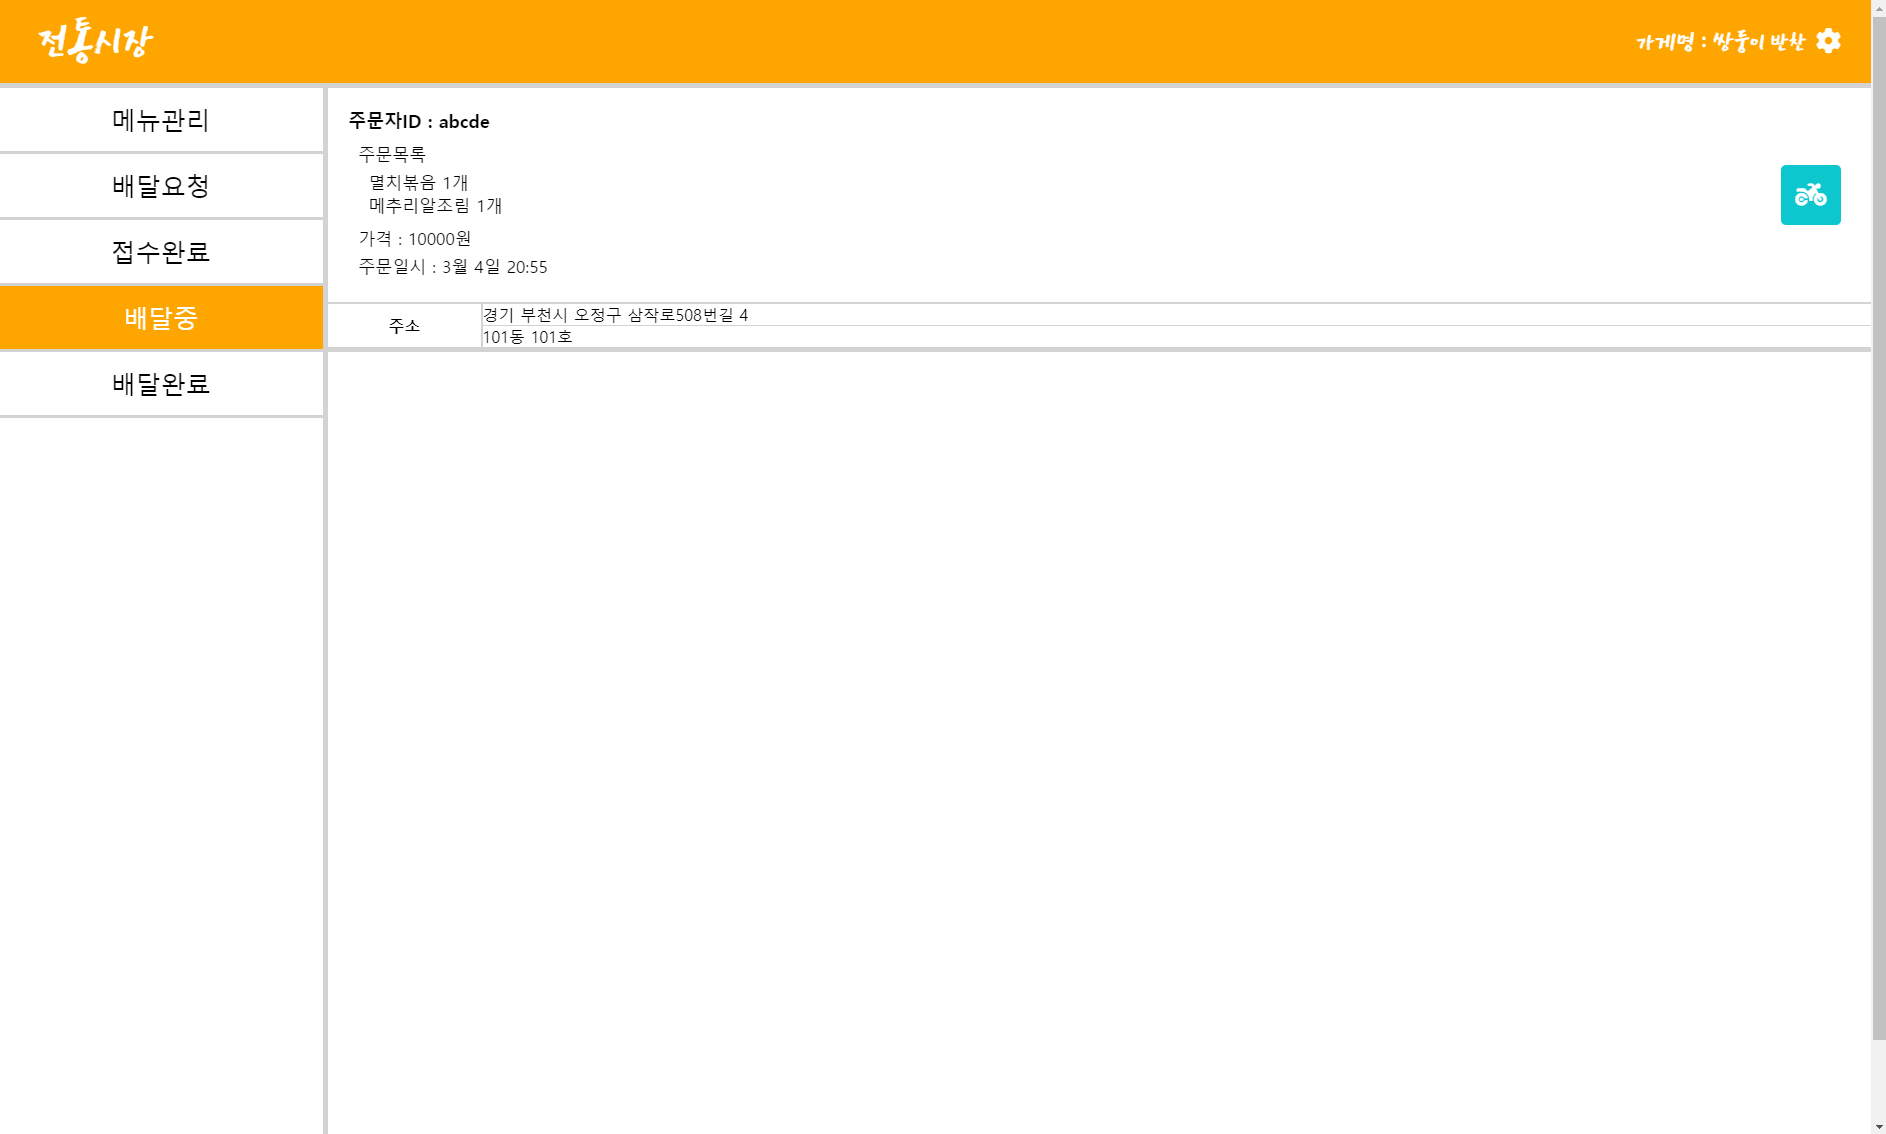 전통시장
가게명 : 쌍둥이 반찬
메뉴관리
배달요청
접수완료
배달중
배달완료
주문자ID : abcde
주문목록
멸치볶음 1개
메추리알조림 1개
가격 : 10000원
주문일시 : 3월 4일 20:55
주소
경기 부천시 오정구 삼작로508번길 4
101동 101호